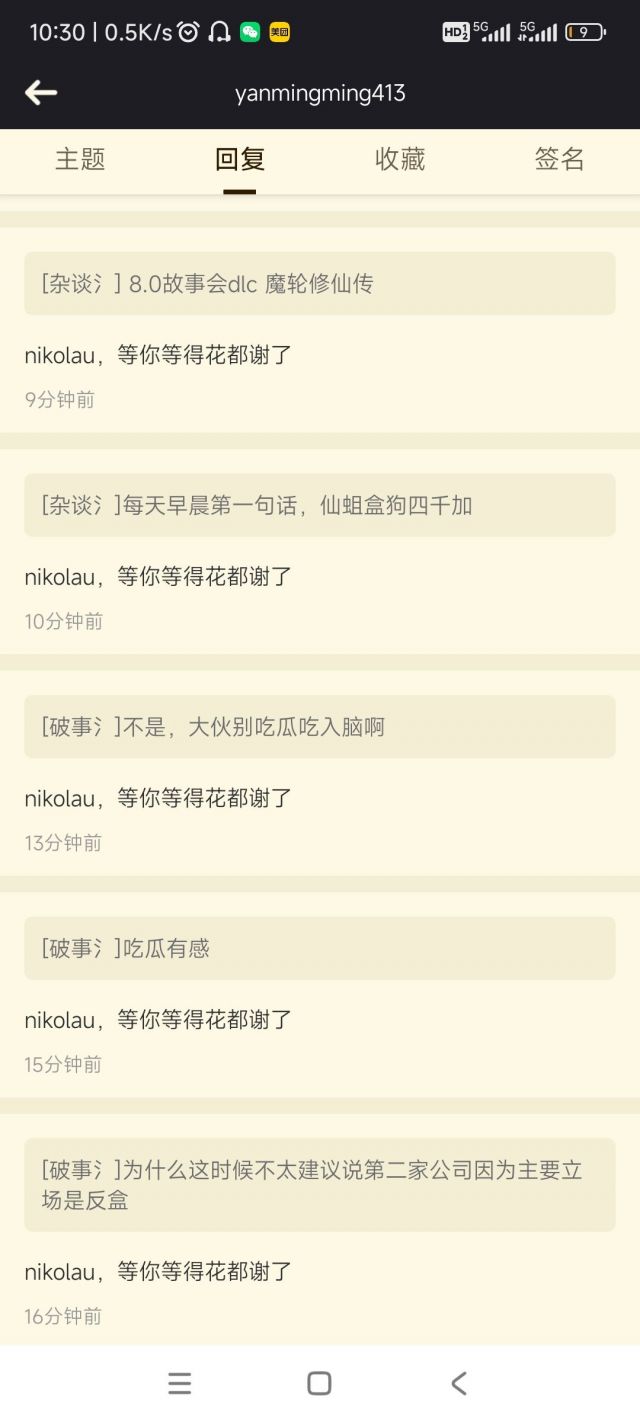 10:30 | 0.5K/s 美团 HD 1 2 5G 5G 9
yanmingming413
主题 回复 收藏 签名
[杂谈氵] 8.0故事会dlc 魔轮修仙传
nikolau，等你等得花都谢了
9分钟前
[杂谈氵]每天早晨第一句话，仙蛆盒狗四千加
nikolau，等你等得花都谢了
10分钟前
[破事氵]不是，大伙别吃瓜吃入脑啊
nikolau，等你等得花都谢了
13分钟前
[破事氵]吃瓜有感
nikolau，等你等得花都谢了
15分钟前
[破事氵]为什么这时候不太建议说第二家公司因为主要立
场是反盒
nikolau，等你等得花都谢了
16分钟前